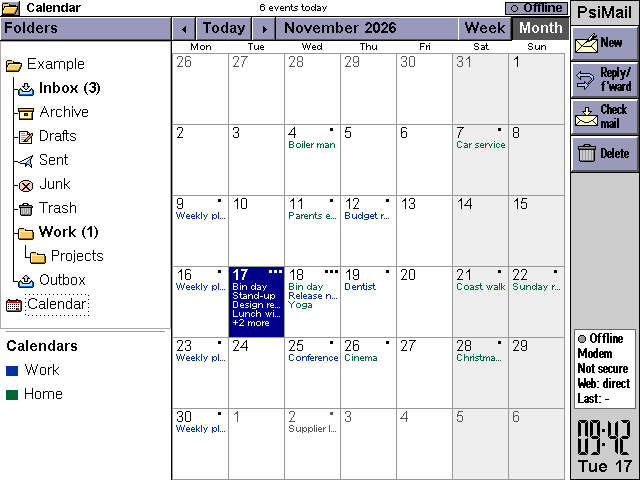 Calendar
6 events today
Offline
PsiMail
Folders
Today
November 2026
Week
Month
New
Reply/
f'ward
Check
mail
Delete
Example
Inbox (3)
Archive
Drafts
Sent
Junk
Trash
Work (1)
Projects
Outbox
Calendar
Calendars
Work
Home
Mon Tue Wed Thu Fri Sat Sun
26 27 28 29 30 31 1
2 3 4 5 6 7 8
Boiler man
Car service
9 10 11 12 13 14 15
Weekly pl...
Parents e...
Budget r...
16 17 18 19 20 21 22
Weekly pl...
Bin day
Stand-up
Design re...
Lunch wi...
+2 more
Bin day
Release n...
Yoga
Dentist
Coast walk
Sunday r...
23 24 25 26 27 28 29
Weekly pl...
Conference
Cinema
Christma...
30 1 2 3 4 5 6
Weekly pl...
Supplier l...
Offline
Modem
Not secure
Web: direct
Last: -
09:42
Tue 17